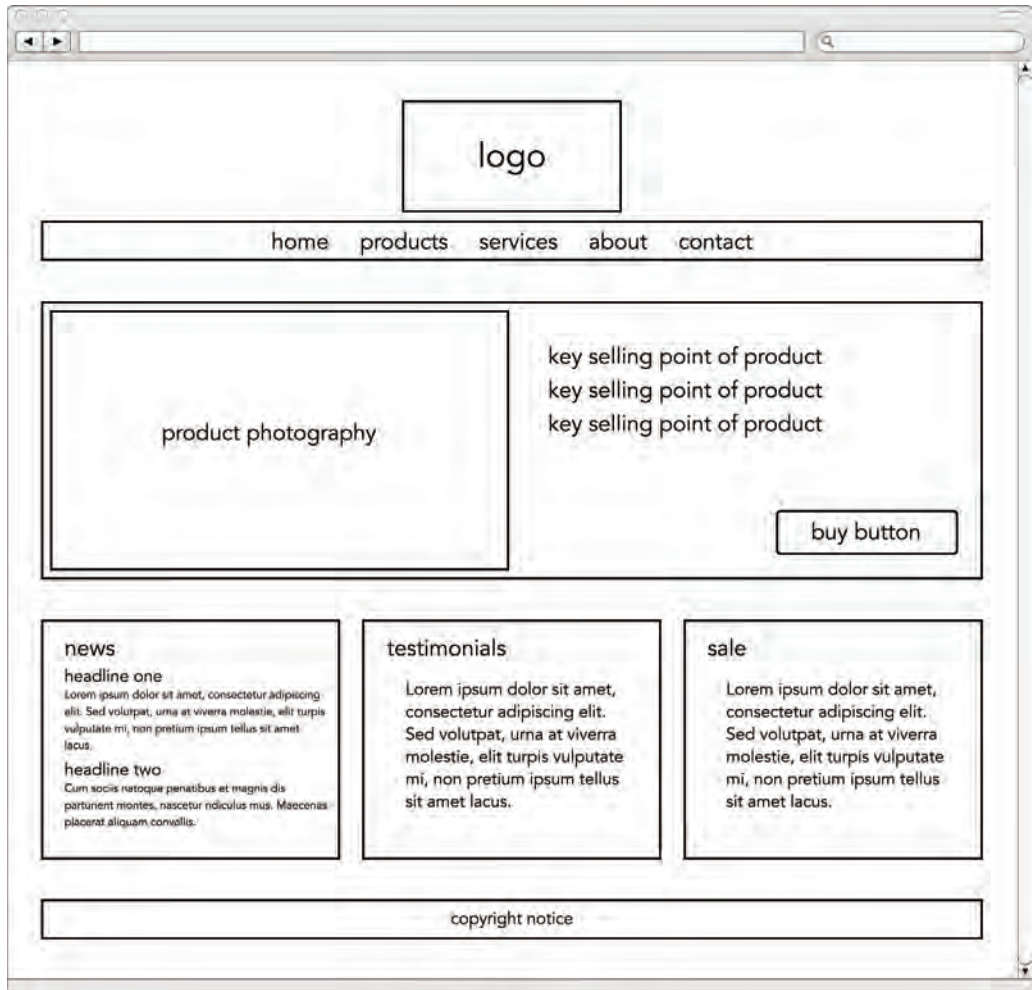 logo
home products services about contact
product photography
key selling point of product
key selling point of product
key selling point of product
buy button
news
headline one
Lorem ipsum dolor sit amet, consectetur adipiscing
elit. Sed volutpat, urna at viverra molestie, elit turpis
vulputate mi, non pretium ipsum tellus sit amet
lacus.
headline two
Cum sociis natoque penatibus et magnis dis
parturient montes, nascetur ridiculus mus. Maecenas
placerat aliquam convallis.
testimonials
Lorem ipsum dolor sit amet,
consectetur adipiscing elit.
Sed volutpat, urna at viverra
molestie, elit turpis vulputate
mi, non pretium ipsum tellus
sit amet lacus.
sale
Lorem ipsum dolor sit amet,
consectetur adipiscing elit.
Sed volutpat, urna at viverra
molestie, elit turpis vulputate
mi, non pretium ipsum tellus
sit amet lacus.
copyright notice